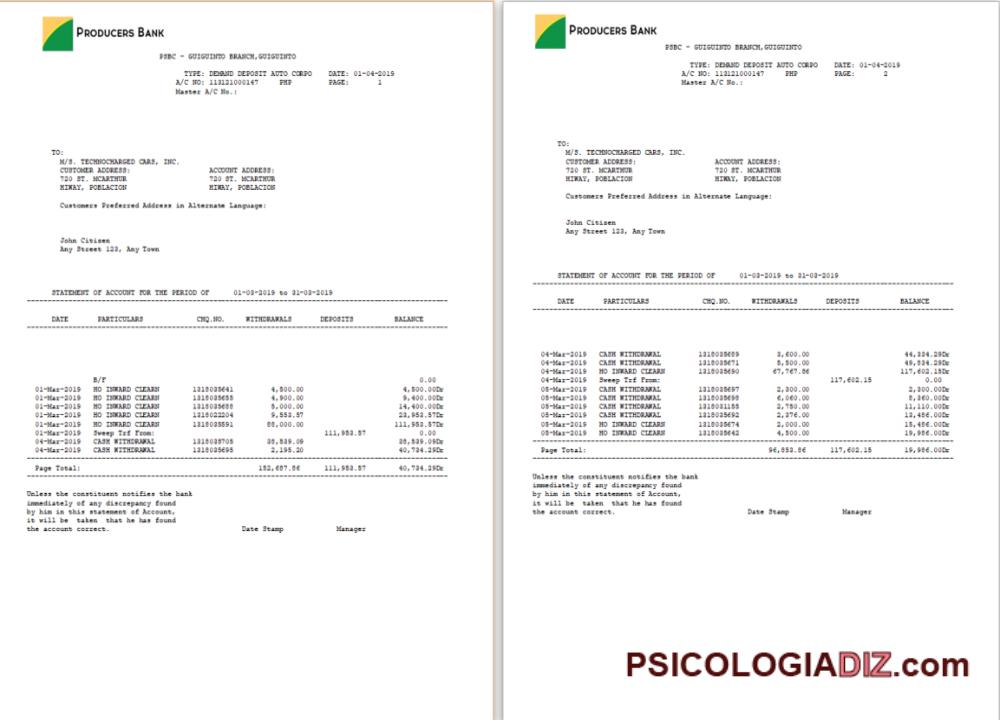 PRODUCERS BANK
PSBC - GUIGUINTO BRANCH,GUIGUINTO
TYPE: DEMAND DEPOSIT AUTO CORPO DATE: 01-04-2019
A/C NO: 113121000147 PHP PAGE: 1
Master A/C No.:
TO:
M/S. TECHNOCHARGED CARS, INC.
CUSTOMER ADDRESS: ACCOUNT ADDRESS:
720 ST. MCARTHUR 720 ST. MCARTHUR
HIWAY, POBLACION HIWAY, POBLACION
Customers Preferred Address in Alternate Language:
John Citizen
Any Street 123, Any Town
STATEMENT OF ACCOUNT FOR THE PERIOD OF 01-03-2019 to 31-03-2019
DATE PARTICULARS CHQ.NO. WITHDRAWALS DEPOSITS BALANCE
B/F 0.00
01-Mar-2019 HO INWARD CLEARN 1318035641 4,500.00 4,500.00Dr
01-Mar-2019 HO INWARD CLEARN 1318035655 4,900.00 9,400.00Dr
01-Mar-2019 HO INWARD CLEARN 1318035688 5,000.00 14,400.00Dr
01-Mar-2019 HO INWARD CLEARN 1318022204 9,553.57 23,953.57Dr
01-Mar-2019 HO INWARD CLEARN 1318035591 88,000.00 111,953.57Dr
01-Mar-2019 Sweep Trf From: 111,953.57 0.00
04-Mar-2019 CASH WITHDRAWAL 1318035705 38,539.09 38,539.09Dr
04-Mar-2019 CASH WITHDRAWAL 1318035695 2,195.20 40,734.29Dr
Page Total: 152,687.86 111,953.57 40,734.29Dr
Unless the constituent notifies the bank
immediately of any discrepancy found
by him in this statement of Account,
it will be taken that he has found
the account correct. Date Stamp Manager
PRODUCERS BANK
PSBC - GUIGUINTO BRANCH,GUIGUINTO
TYPE: DEMAND DEPOSIT AUTO CORPO DATE: 01-04-2019
A/C NO: 113121000147 PHP PAGE: 2
Master A/C No.:
TO:
M/S. TECHNOCHARGED CARS, INC.
CUSTOMER ADDRESS: ACCOUNT ADDRESS:
720 ST. MCARTHUR 720 ST. MCARTHUR
HIWAY, POBLACION HIWAY, POBLACION
Customers Preferred Address in Alternate Language:
John Citizen
Any Street 123, Any Town
STATEMENT OF ACCOUNT FOR THE PERIOD OF 01-03-2019 to 31-03-2019
DATE PARTICULARS CHQ.NO. WITHDRAWALS DEPOSITS BALANCE
04-Mar-2019 CASH WITHDRAWAL 1318035689 3,600.00 44,334.29Dr
04-Mar-2019 CASH WITHDRAWAL 1318035671 5,500.00 49,834.29Dr
04-Mar-2019 HO INWARD CLEARN 1318035690 67,767.86 117,602.15Dr
04-Mar-2019 Sweep Trf From: 117,602.15 0.00
05-Mar-2019 CASH WITHDRAWAL 1318035697 2,300.00 2,300.00Dr
05-Mar-2019 CASH WITHDRAWAL 1318035698 6,060.00 8,360.00Dr
05-Mar-2019 CASH WITHDRAWAL 1318031155 2,750.00 11,110.00Dr
05-Mar-2019 CASH WITHDRAWAL 1318035692 2,376.00 13,486.00Dr
05-Mar-2019 HO INWARD CLEARN 1318035674 2,000.00 15,486.00Dr
05-Mar-2019 HO INWARD CLEARN 1318035642 4,500.00 19,986.00Dr
Page Total: 96,853.86 117,602.15 19,986.00Dr
Unless the constituent notifies the bank
immediately of any discrepancy found
by him in this statement of Account,
it will be taken that he has found
the account correct. Date Stamp Manager
PSICOLOGIADIZ.com